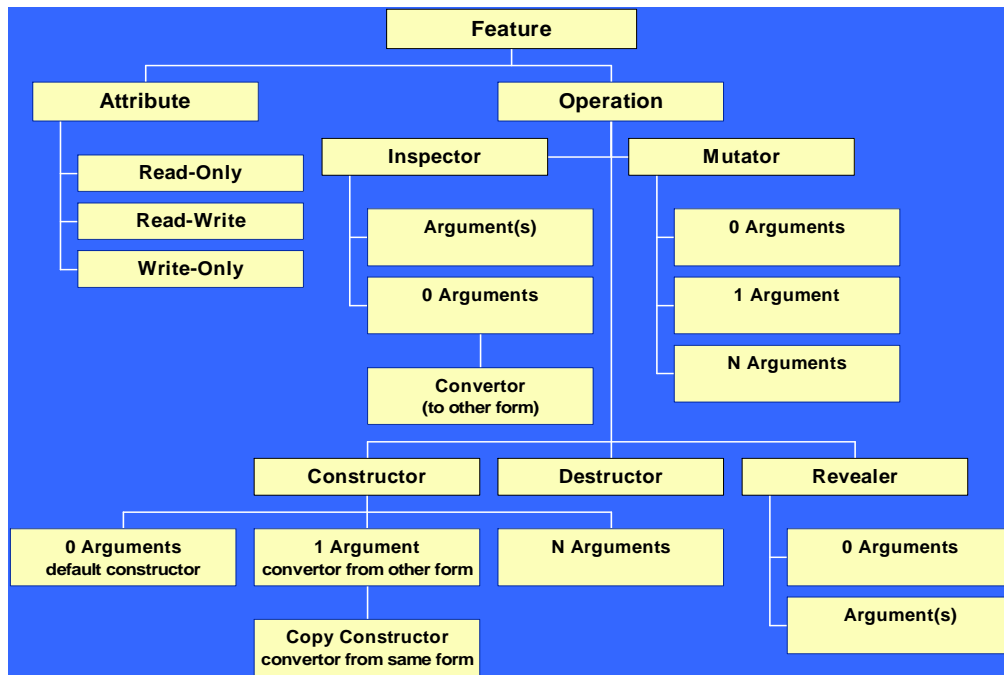 Feature
Attribute
Operation
Inspector
Mutator
Read-Only
Read-Write
Write-Only
Argument(s)
0 Arguments
Convertor
(to other form)
0 Arguments
1 Argument
N Arguments
Constructor
Destructor
Revealer
0 Arguments
default constructor
1 Argument
convertor from other form
N Arguments
Copy Constructor
convertor from same form
0 Arguments
Argument(s)